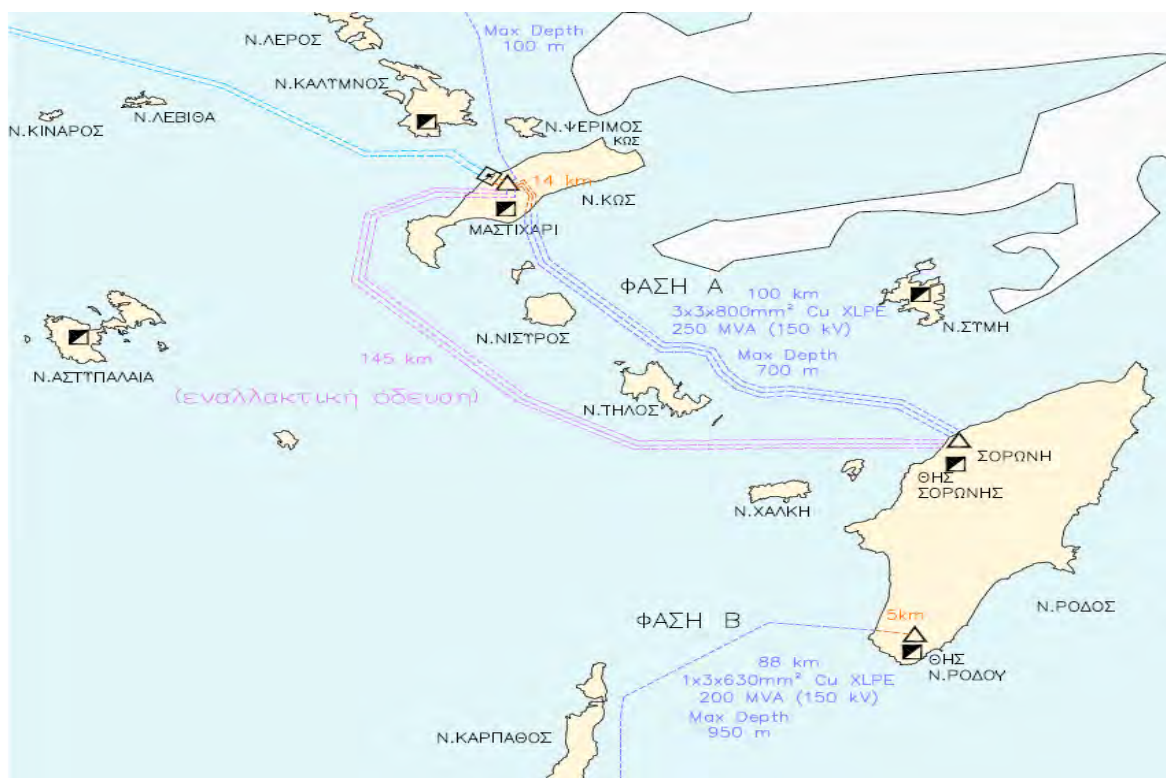 Ν.ΛΕΡΟΣ
Max Depth
100 m
Ν.ΚΑΛΥΜΝΟΣ
Ν.ΛΕΒΙΘΑ
Ν.ΚΙΝΑΡΟΣ
Ν.ΨΕΡΙΜΟΣ
ΚΩΣ
14 km
Ν.ΚΩΣ
ΜΑΣΤΙΧΑΡΙ
ΦΑΣΗ Α
100 km
3x3x800mm² Cu XLPE
250 MVA (150 kV)
Max Depth
700 m
Ν.ΣΥΜΗ
Ν.ΝΙΣΥΡΟΣ
Ν.ΑΣΤΥΠΑΛΑΙΑ
145 km
(εναλλακτική όδευση)
Ν.ΤΗΛΟΣ
ΣΟΡΩΝΗ
ΘΗΣ
ΣΟΡΩΝΗΣ
Ν.ΧΑΛΚΗ
Ν.ΡΟΔΟΣ
ΦΑΣΗ Β
5km
88 km
1x3x630mm² Cu XLPE
200 MVA (150 kV)
Max Depth
950 m
ΘΗΣ
Ν.ΡΟΔΟΥ
Ν.ΚΑΡΠΑΘΟΣ